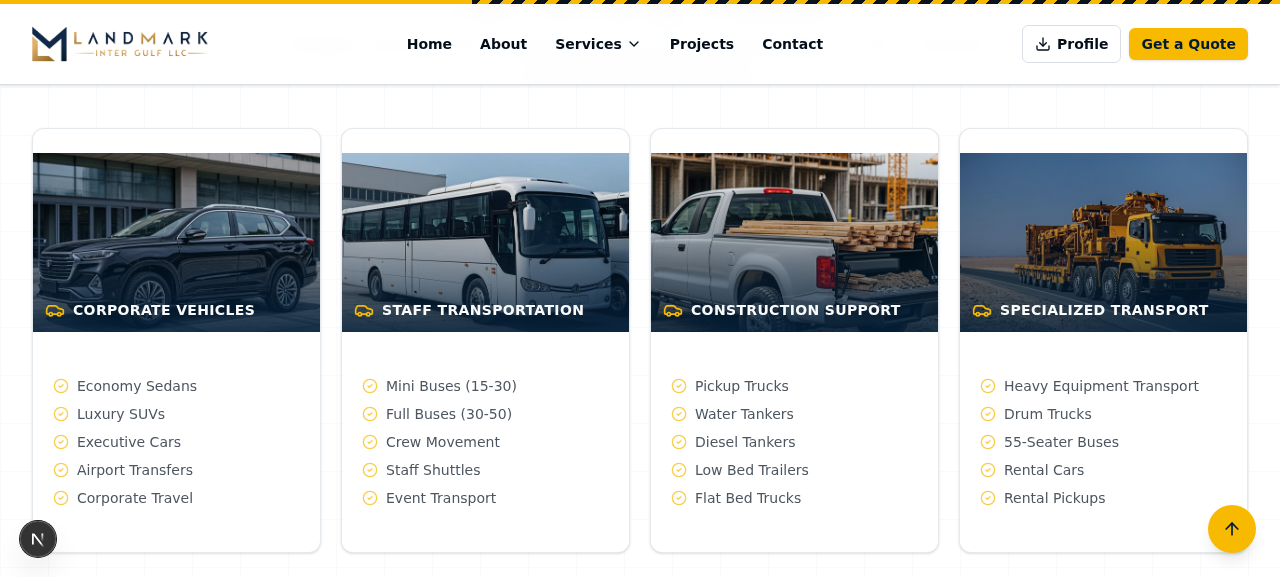 LANDMARK
INTER GULF LLC
Home
About
Services
Projects
Contact
Profile
Get a Quote
CORPORATE VEHICLES
Economy Sedans
Luxury SUVs
Executive Cars
Airport Transfers
Corporate Travel
STAFF TRANSPORTATION
Mini Buses (15-30)
Full Buses (30-50)
Crew Movement
Staff Shuttles
Event Transport
CONSTRUCTION SUPPORT
Pickup Trucks
Water Tankers
Diesel Tankers
Low Bed Trailers
Flat Bed Trucks
SPECIALIZED TRANSPORT
Heavy Equipment Transport
Drum Trucks
55-Seater Buses
Rental Cars
Rental Pickups
N